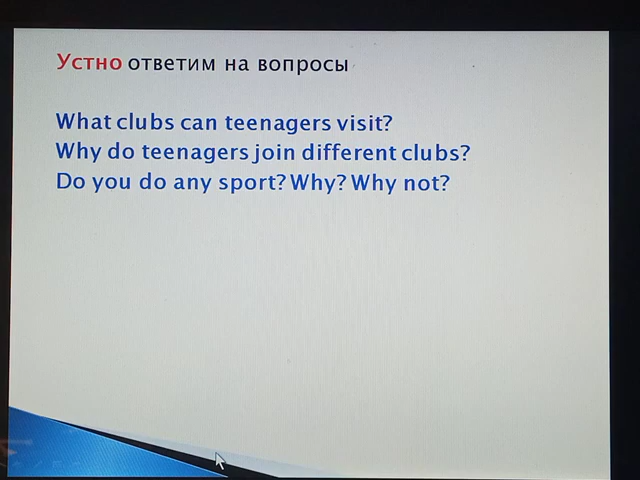 Устно ответим на вопросы
What clubs can teenagers visit?
Why do teenagers join different clubs?
Do you do any sport? Why? Why not?